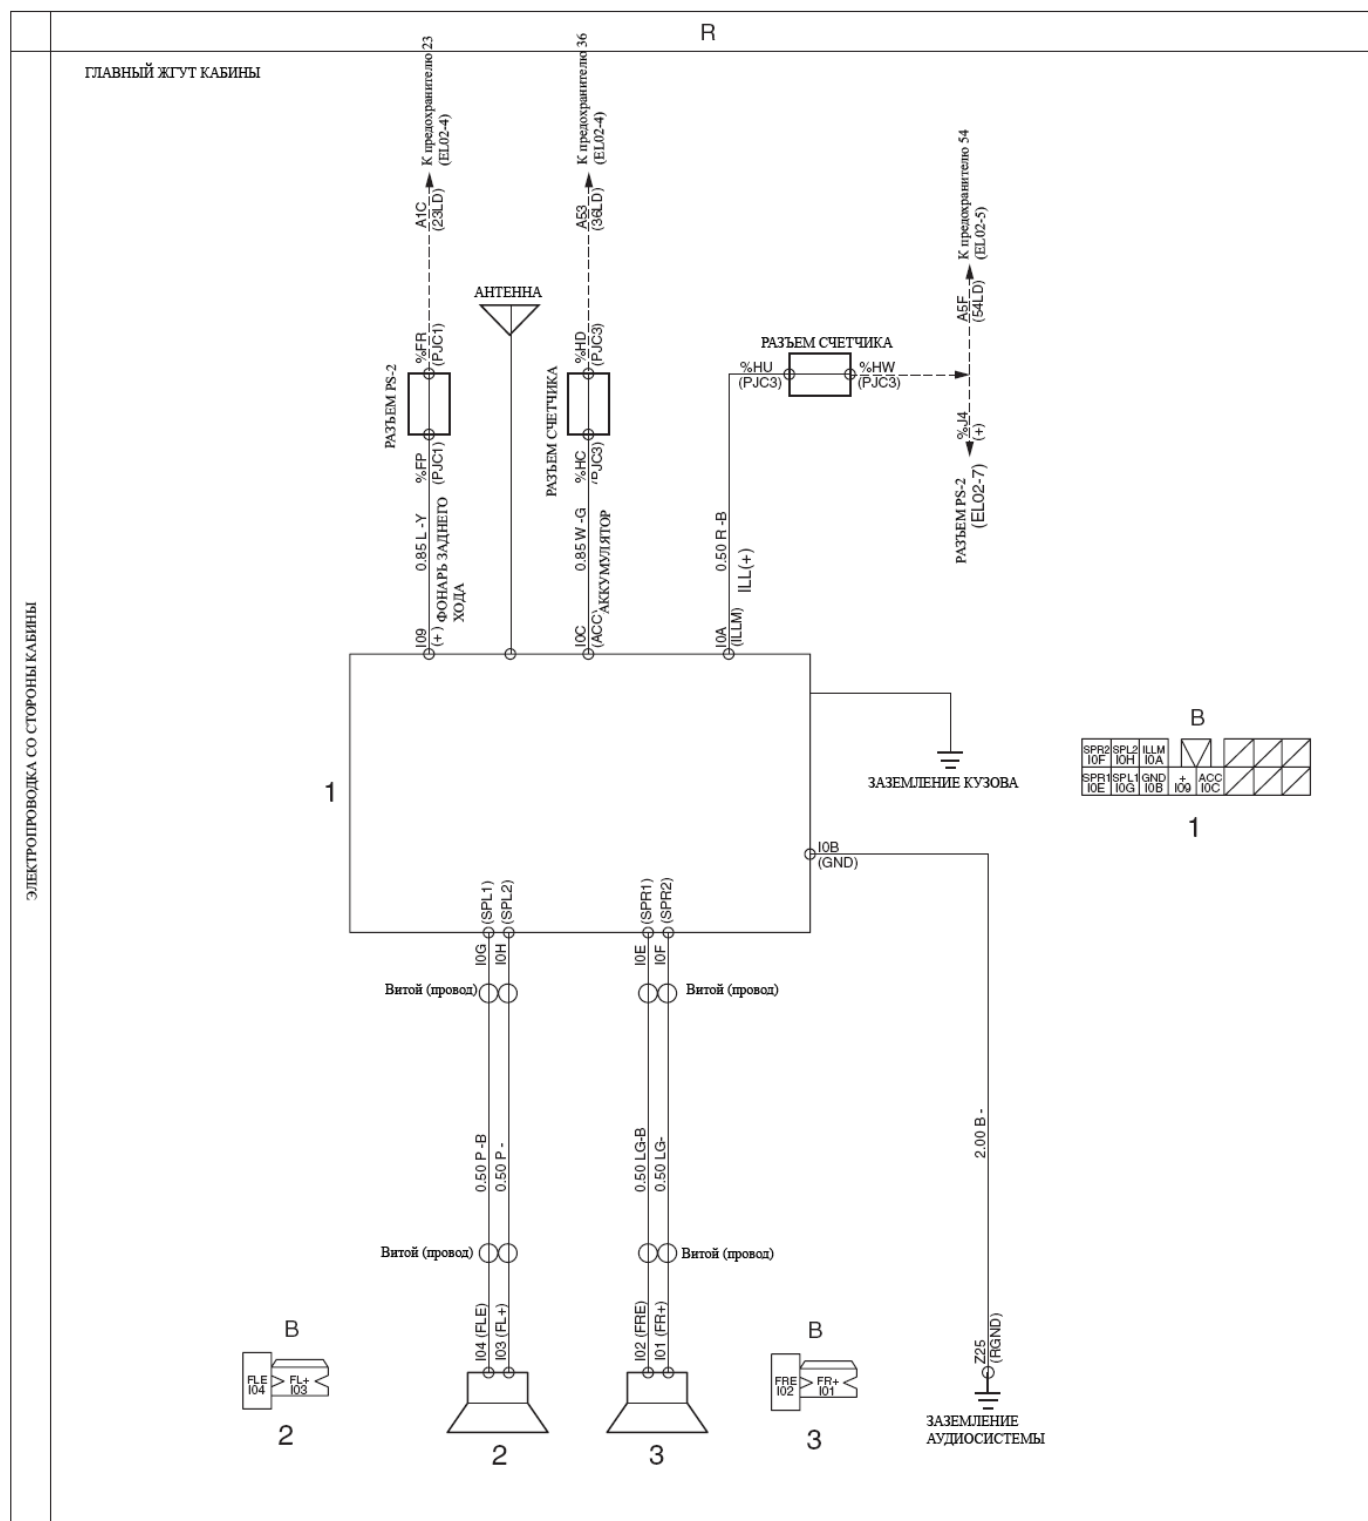 R
ГЛАВНЫЙ ЖГУТ КАБИНЫ
ЭЛЕКТРОПРОВОДКА СО СТОРОНЫ КАБИНЫ
К предохранителю 23
(EL02-4)
A1C
(23LD)
%FR
(PJC1)
РАЗЪЕМ PS-2
%FP
(PJC1)
0.85 L -Y
ФОНАРЬ ЗАДНЕГО
ХОДА
I09
(+)
АНТЕННА
К предохранителю 36
(EL02-4)
A53
(36LD)
%HD
(PJC3)
РАЗЪЕМ СЧЕТЧИКА
%HC
(PJC3)
0.85 W -G
АККУМУЛЯТОР
I0C
(ACC)
РАЗЪЕМ СЧЕТЧИКА
%HU
(PJC3)
%HW
(PJC3)
0.50 R -B
ILL(+)
I0A
(ILLM)
К предохранителю 54
(EL02-5)
A5F
(54LD)
%J4
(+)
РАЗЪЕМ PS-2
(EL02-7)
1
ЗАЗЕМЛЕНИЕ КУЗОВА
B
SPR2 SPL2 ILLM
I0F I0H I0A
SPR1 SPL1 GND + ACC
I0E I0G I0B I09 I0C
1
I0B
(GND)
(SPL1)
(SPL2)
(SPR1)
(SPR2)
I0G
I0H
I0E
I0F
Витой (провод)
Витой (провод)
0.50 P -B
0.50 P -
0.50 LG-B
0.50 LG-
2.00 B -
Витой (провод)
Витой (провод)
I04 (FLE)
I03 (FL+)
I02 (FRE)
I01 (FR+)
Z25
(RGND)
B
FLE FL+
I04 I03
2
2
3
B
FRE FR+
I02 I01
3
ЗАЗЕМЛЕНИЕ
АУДИОСИСТЕМЫ